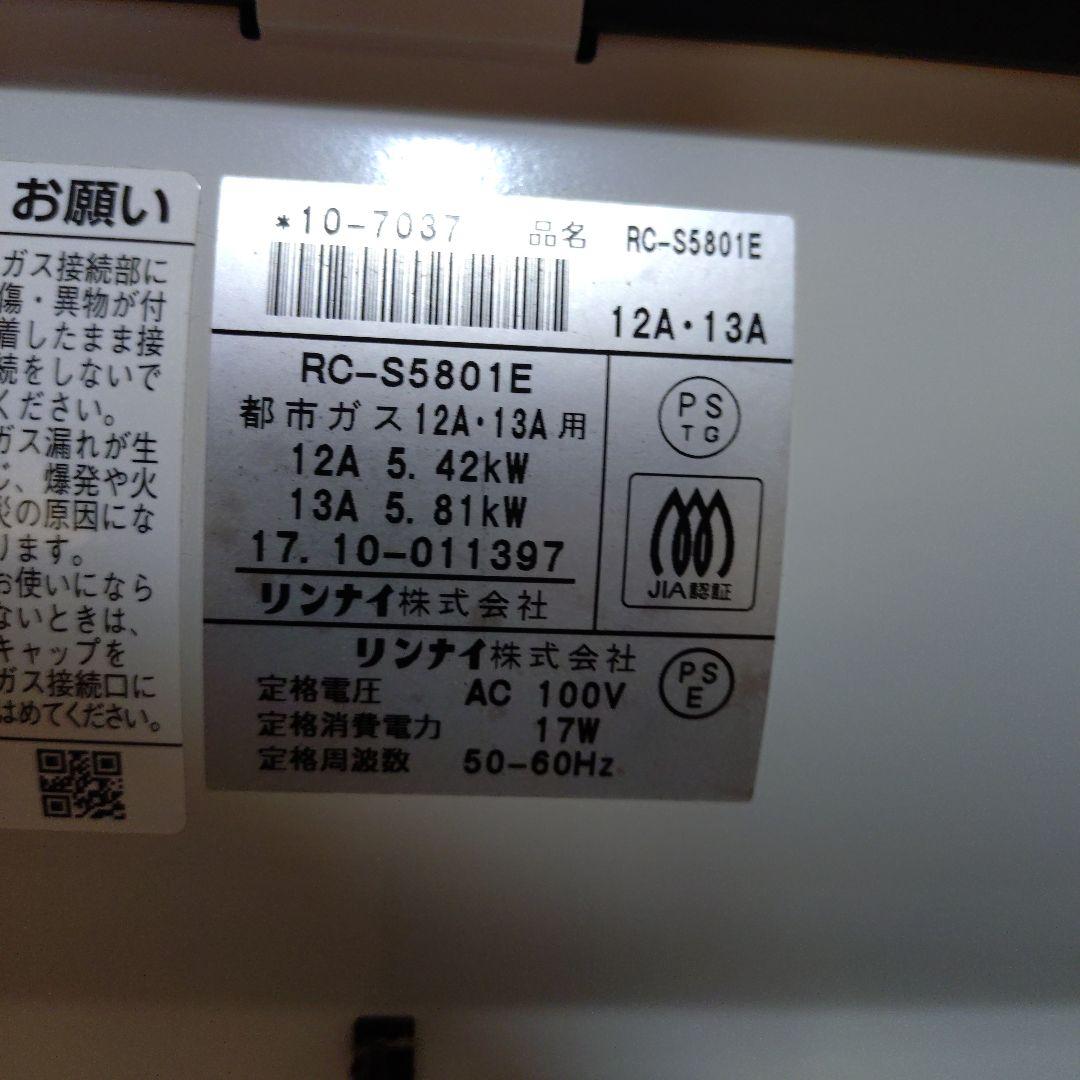 お願い
ガス接続部に
傷・異物が付
着したまま接
続をしないで
ください。
ガス漏れが生
じ、爆発や火
災の原因にな
ります。
お使いになら
ないときは、
キャップを
ガス接続口に
はめてください。
*10-7037 品名 RC-S5801E
12A・13A
RC-S5801E
都市ガス12A・13A用
12A 5. 42kW
13A 5. 81kW
17. 10-011397
リンナイ株式会社
PS
TG
JIA認証
リンナイ株式会社
定格電圧 AC 100V
定格消費電力 17W
定格周波数 50-60Hz
PS
E